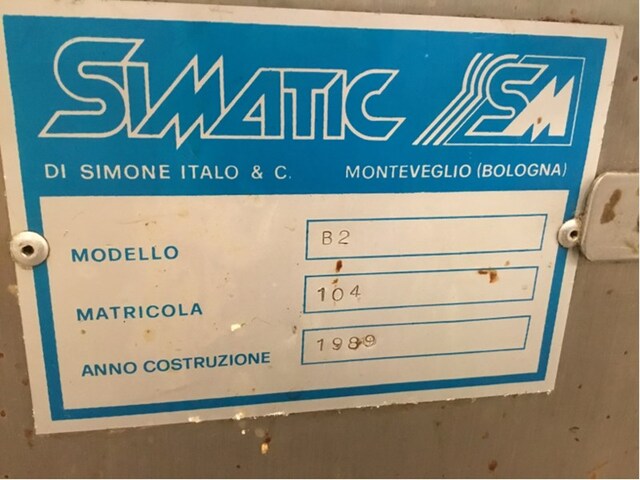 SIMATIC SM
DI SIMONE ITALO & C. MONTEVEGLIO (BOLOGNA)
MODELLO B2
MATRICOLA 104
ANNO COSTRUZIONE 1989